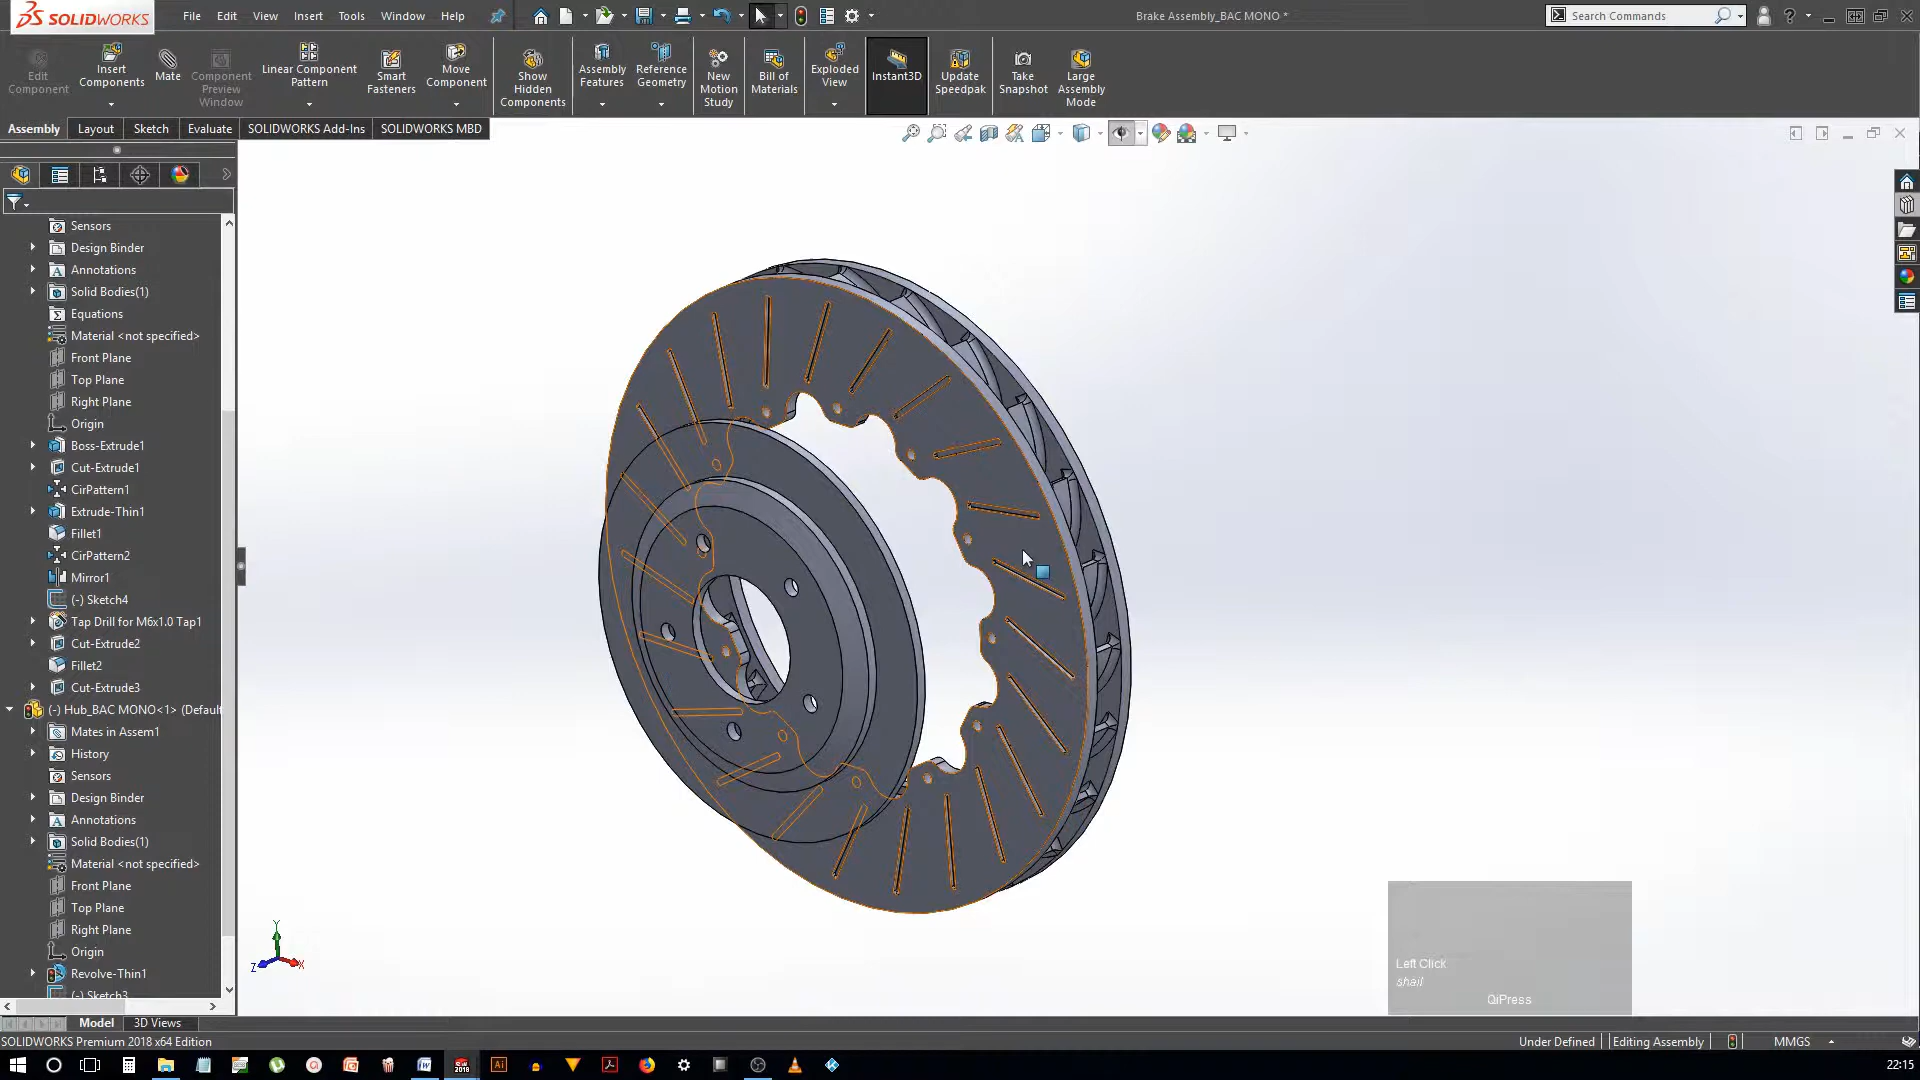 SOLIDWORKS
File Edit View Insert Tools Window Help
Brake Assembly_BAC MONO *
Search Commands
Edit Component
Insert Components
Mate
Component Preview Window
Linear Component Pattern
Smart Fasteners
Move Component
Show Hidden Components
Assembly Features
Reference Geometry
New Motion Study
Bill of Materials
Exploded View
Instant3D
Update Speedpak
Take Snapshot
Large Assembly Mode
Assembly Layout Sketch Evaluate SOLIDWORKS Add-Ins SOLIDWORKS MBD
Sensors
Design Binder
Annotations
Solid Bodies(1)
Equations
Material <not specified>
Front Plane
Top Plane
Right Plane
Origin
Boss-Extrude1
Cut-Extrude1
CirPattern1
Extrude-Thin1
Fillet1
CirPattern2
Mirror1
(-) Sketch4
Tap Drill for M6x1.0 Tap1
Cut-Extrude2
Fillet2
Cut-Extrude3
(-) Hub_BAC MONO<1> (Default
Mates in Assem1
History
Sensors
Design Binder
Annotations
Solid Bodies(1)
Material <not specified>
Front Plane
Top Plane
Right Plane
Origin
Revolve-Thin1
(-) Sketch3
Y
Z X
Left Click
shail
QiPress
Model 3D Views
SOLIDWORKS Premium 2018 x64 Edition
Under Defined Editing Assembly MMGS
22:15